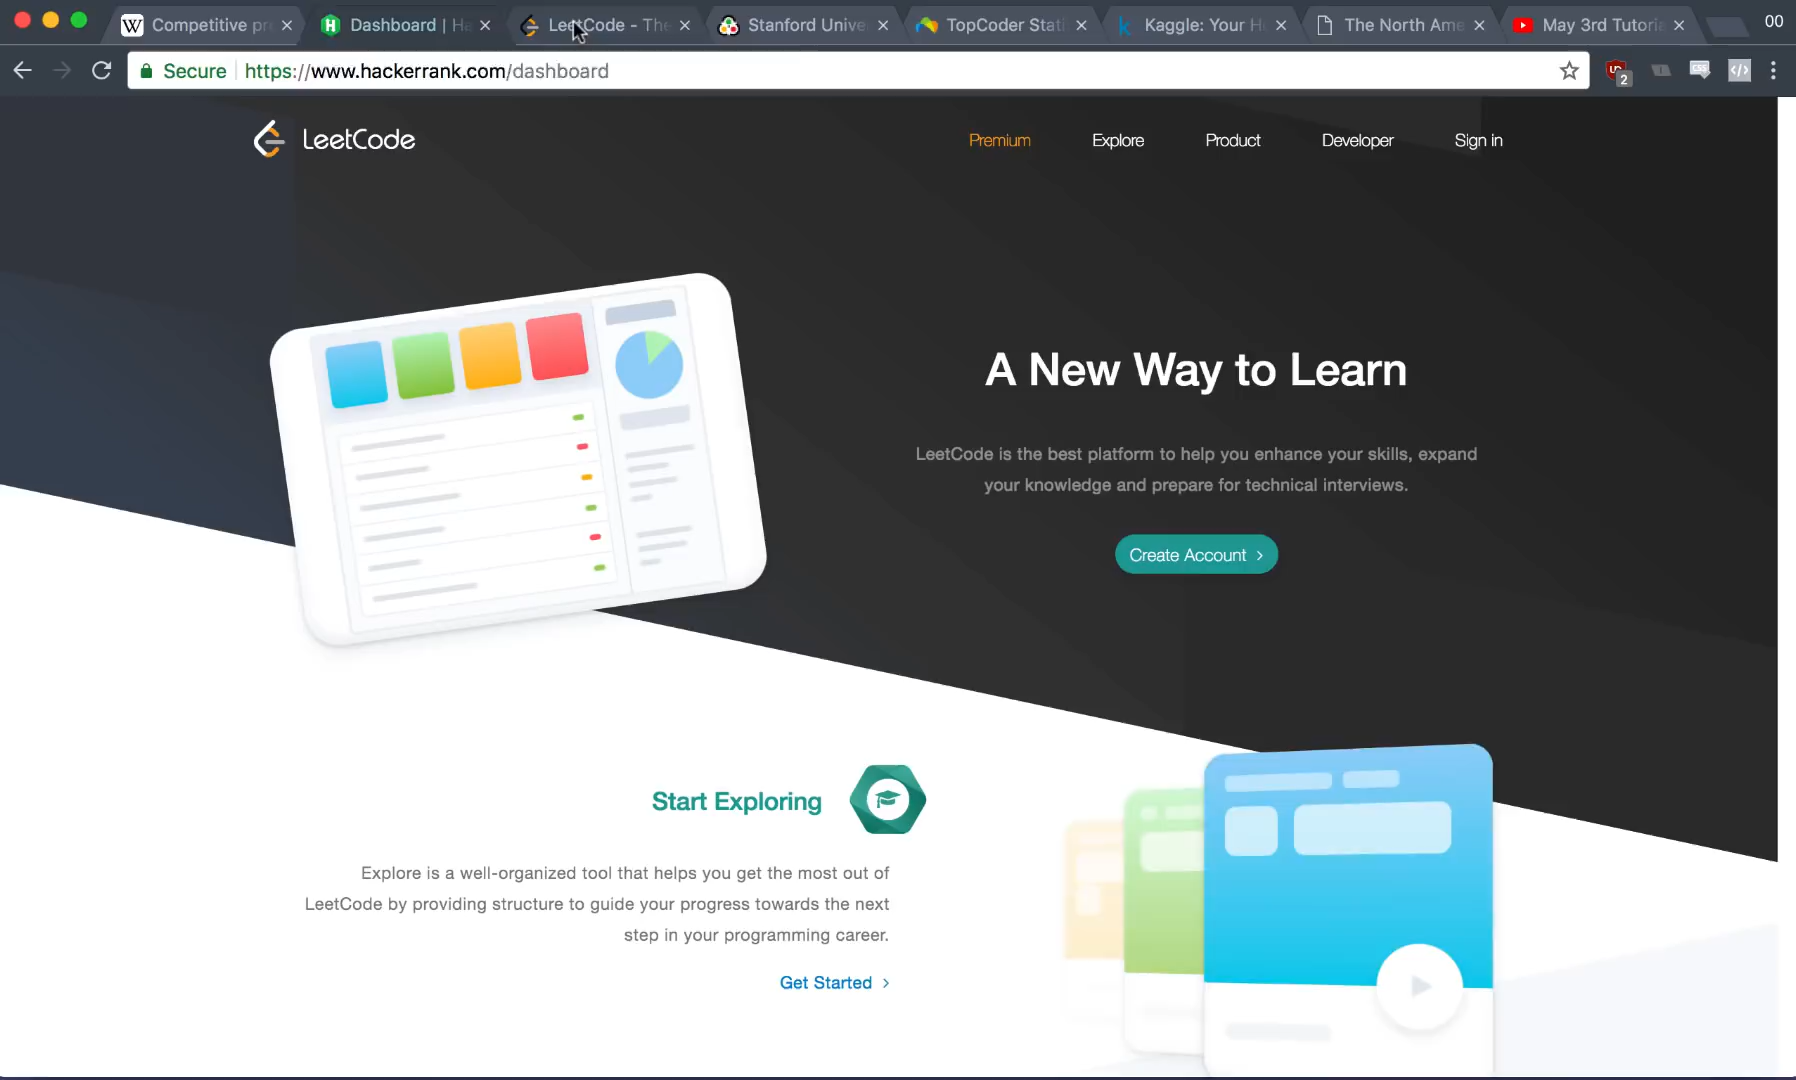 Competitive pr
Dashboard | Ha
LeetCode - The
Stanford Unive
TopCoder Stati
Kaggle: Your H
The North Ame
May 3rd Tutoria
00
Secure
https://www.hackerrank.com/dashboard
2
LeetCode
Premium
Explore
Product
Developer
Sign in
A New Way to Learn
LeetCode is the best platform to help you enhance your skills, expand
your knowledge and prepare for technical interviews.
Create Account >
Start Exploring
Explore is a well-organized tool that helps you get the most out of
LeetCode by providing structure to guide your progress towards the next
step in your programming career.
Get Started >